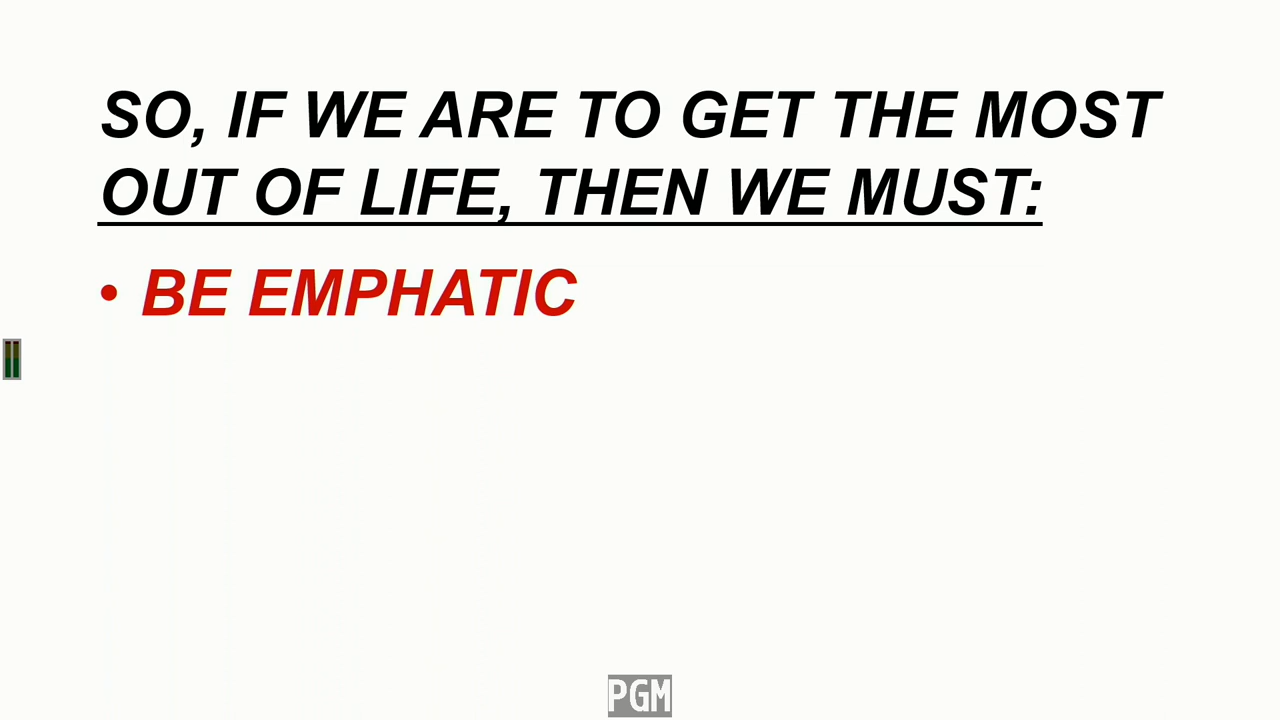 SO, IF WE ARE TO GET THE MOST
OUT OF LIFE, THEN WE MUST:
• BE EMPHATIC
PGM